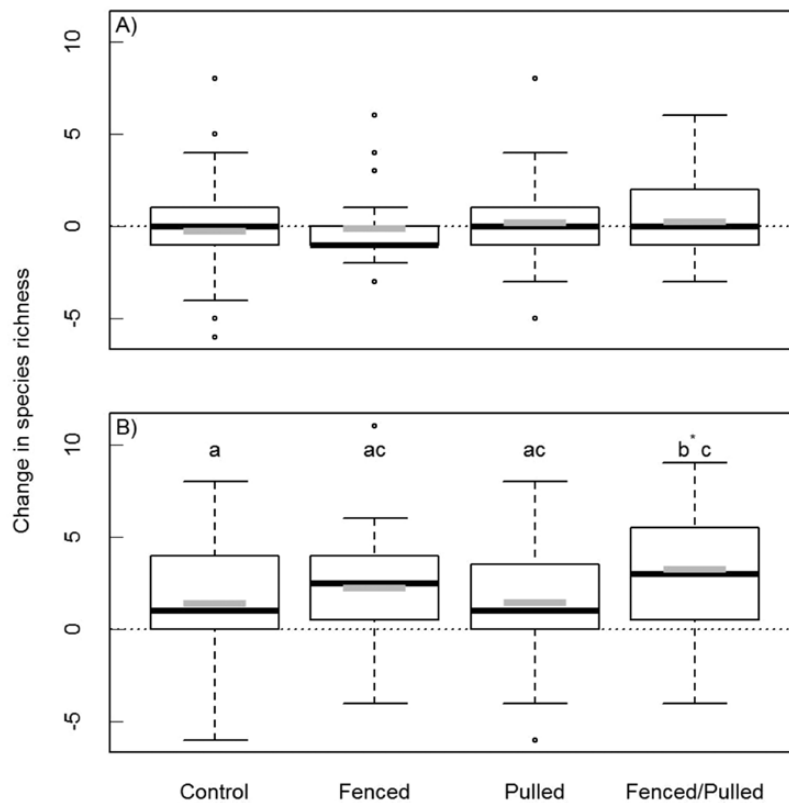 Change in species richness
A)
10
5
0
-5
B)
a ac ac b* c
10
5
0
-5
Control Fenced Pulled Fenced/Pulled